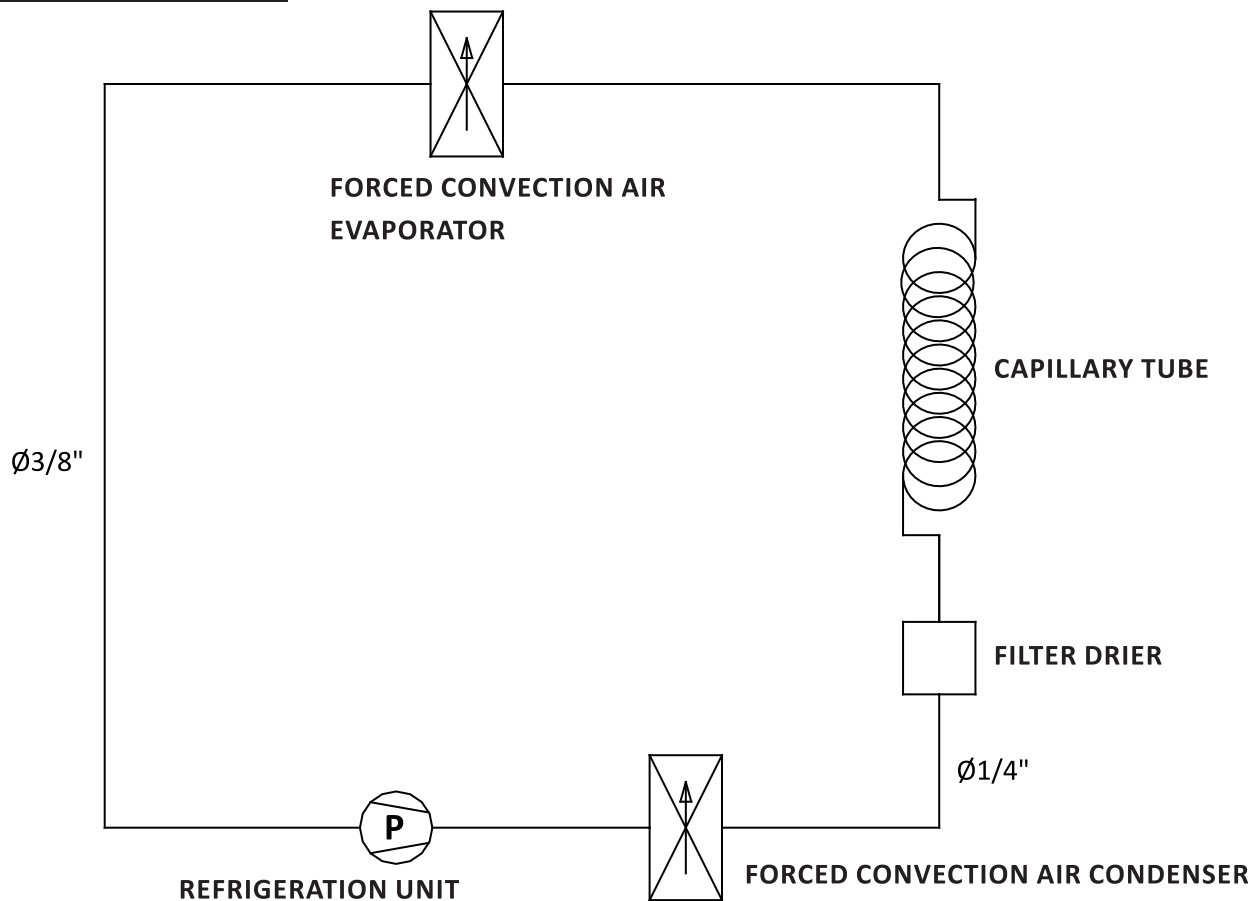 FORCED CONVECTION AIR
EVAPORATOR
CAPILLARY TUBE
Ø3/8"
FILTER DRIER
Ø1/4"
P
FORCED CONVECTION AIR CONDENSER
REFRIGERATION UNIT